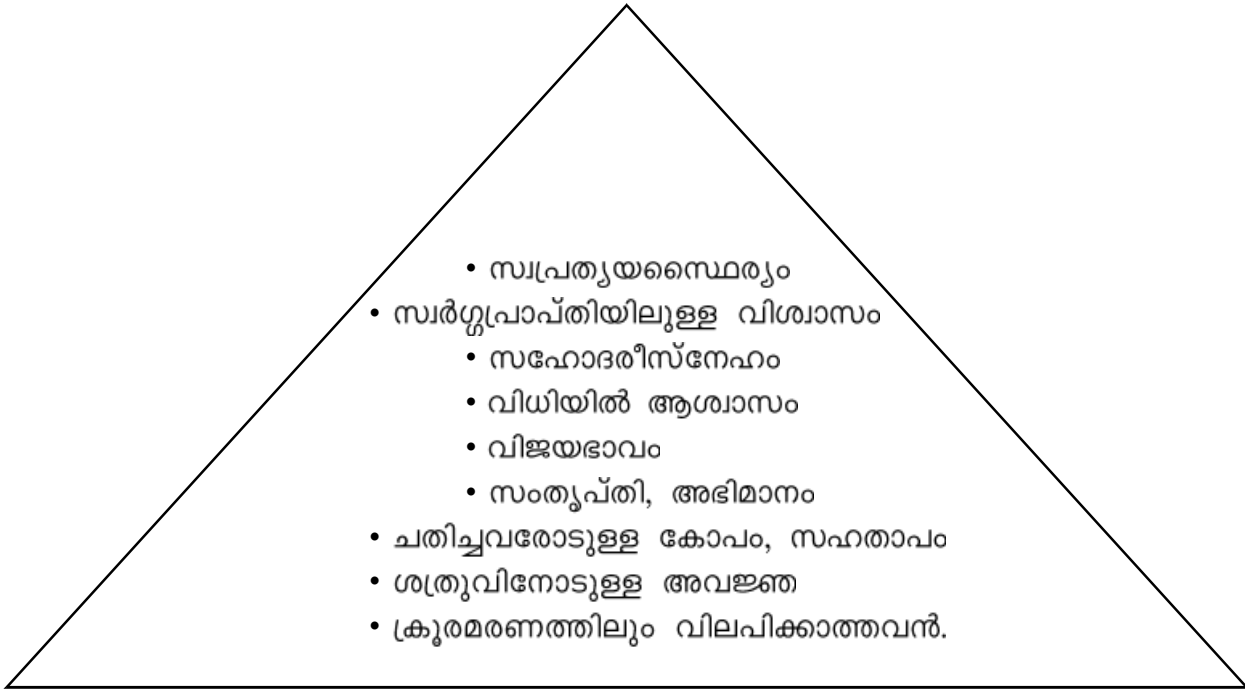 • സ്വപ്രത്യയസ്ഥൈര്യം
• സ്വർഗ്ഗപ്രാപ്തിയിലുള്ള വിശ്വാസം
• സഹോദരീസ്നേഹം
• വിധിയിൽ ആശ്വാസം
• വിജയഭാവം
• സംതൃപ്തി, അഭിമാനം
• ചതിച്ചവരോടുള്ള കോപം, സഹതാപം
• ശത്രുവിനോടുള്ള അവജ്ഞ
• ക്രൂരമരണത്തിലും വിലപിക്കാത്തവൻ.